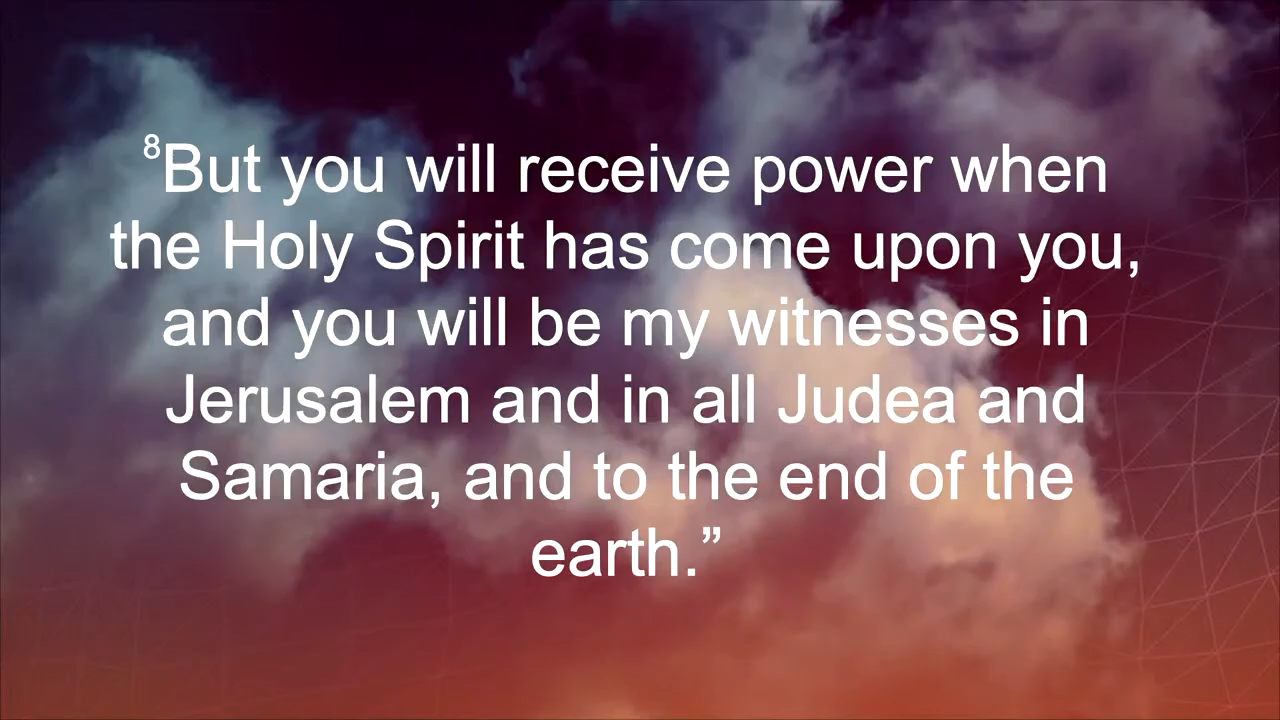 ⁸But you will receive power when
the Holy Spirit has come upon you,
and you will be my witnesses in
Jerusalem and in all Judea and
Samaria, and to the end of the
earth.”